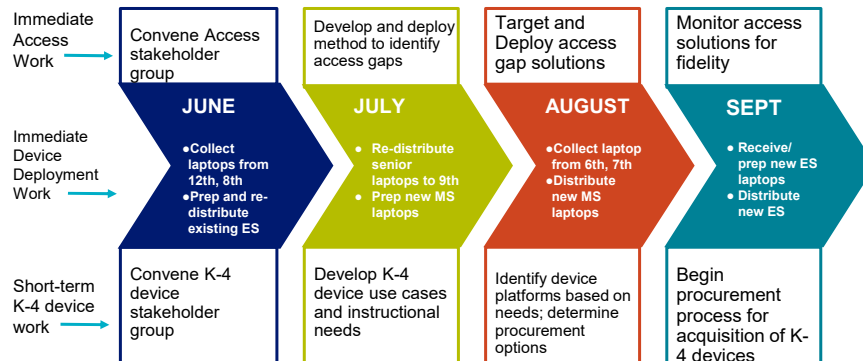 Immediate
Access
Work
Convene Access
stakeholder
group
Develop and deploy
method to identify
access gaps
Target and
Deploy access
gap solutions
Monitor access
solutions for
fidelity
Immediate
Device
Deployment
Work
JUNE
●Collect
laptops from
12th, 8th
●Prep and re-
distribute
existing ES
JULY
● Re-distribute
senior
laptops to 9th
● Prep new MS
laptops
AUGUST
●Collect laptop
from 6th, 7th
●Distribute
new MS
laptops
SEPT
● Receive/
prep new ES
laptops
● Distribute
new ES
Short-term
K-4 device
work
Convene K-4
device
stakeholder
group
Develop K-4
device use cases
and instructional
needs
Identify device
platforms based on
needs; determine
procurement
options
Begin
procurement
process for
acquisition of K-
4 devices